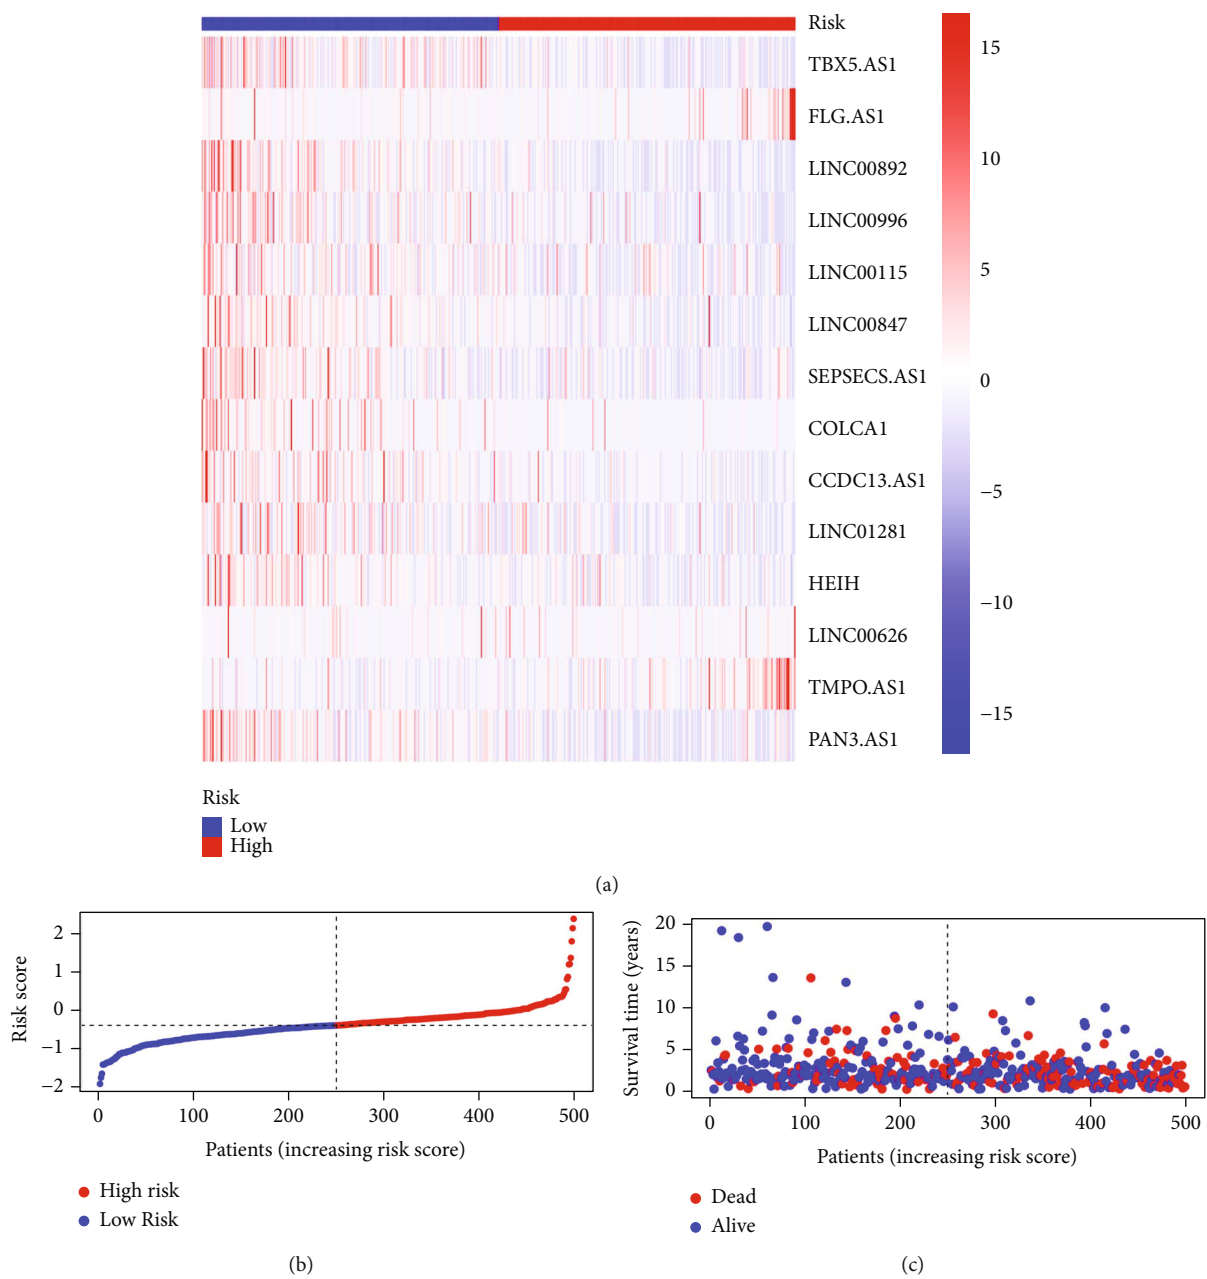 Risk
TBX5.AS1
FLG.AS1
LINC00892
LINC00996
LINC00115
LINC00847
SEPSECS.AS1
COLCA1
CCDC13.AS1
LINC01281
HEIH
LINC00626
TMPO.AS1
PAN3.AS1
15
10
5
0
−5
−10
−15
Risk
Low
High
(a)
Risk score
2
1
0
−1
−2
0 100 200 300 400 500
Patients (increasing risk score)
High risk
Low Risk
(b)
Survival time (years)
20
15
10
5
0
0 100 200 300 400 500
Patients (increasing risk score)
Dead
Alive
(c)